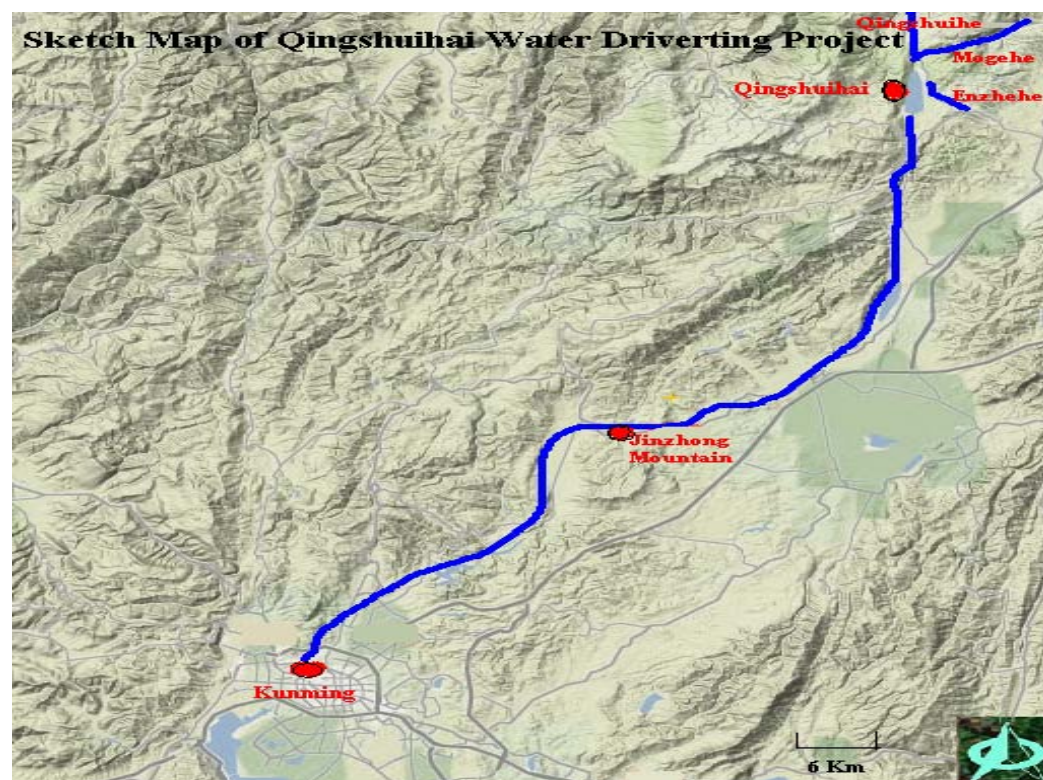 Qingshuihe
Sketch Map of Qingshuihai Water Driverting Project
Mogehe
Qingshuihai
Enzhehe
Jinzhong
Mountain
Kunming
6 Km